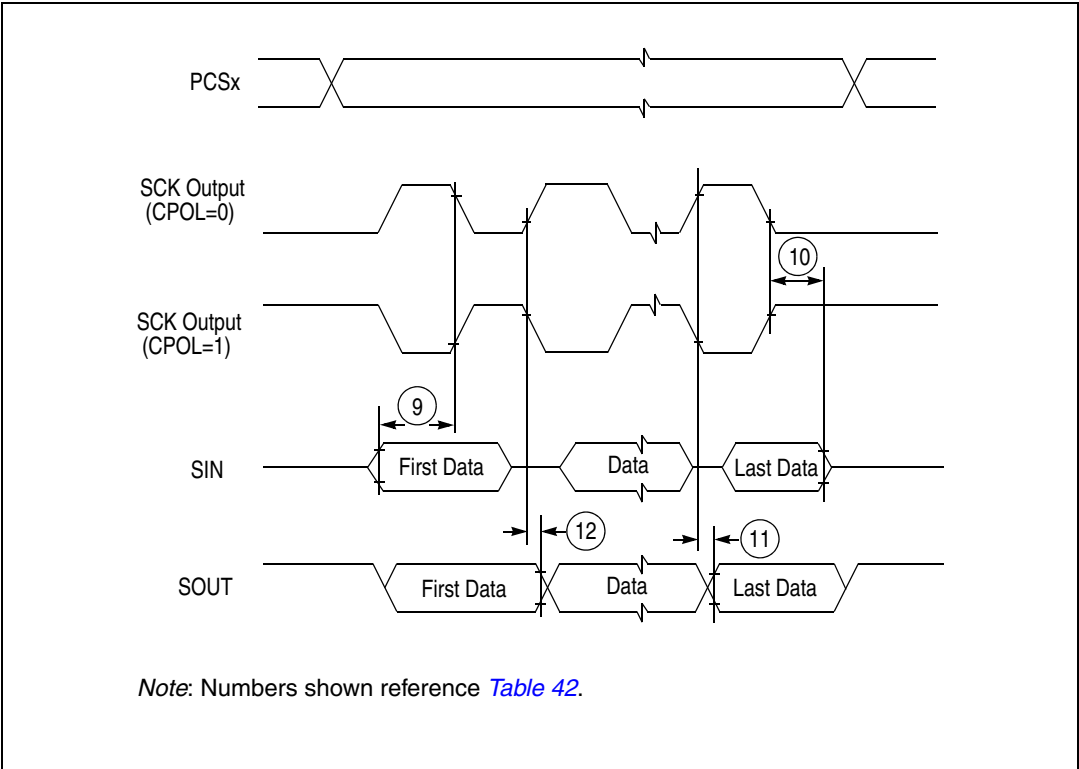 PCSx
SCK Output
(CPOL=0)
10
SCK Output
(CPOL=1)
9
SIN
First Data
Data
Last Data
12
11
SOUT
First Data
Data
Last Data
Note: Numbers shown reference Table 42.